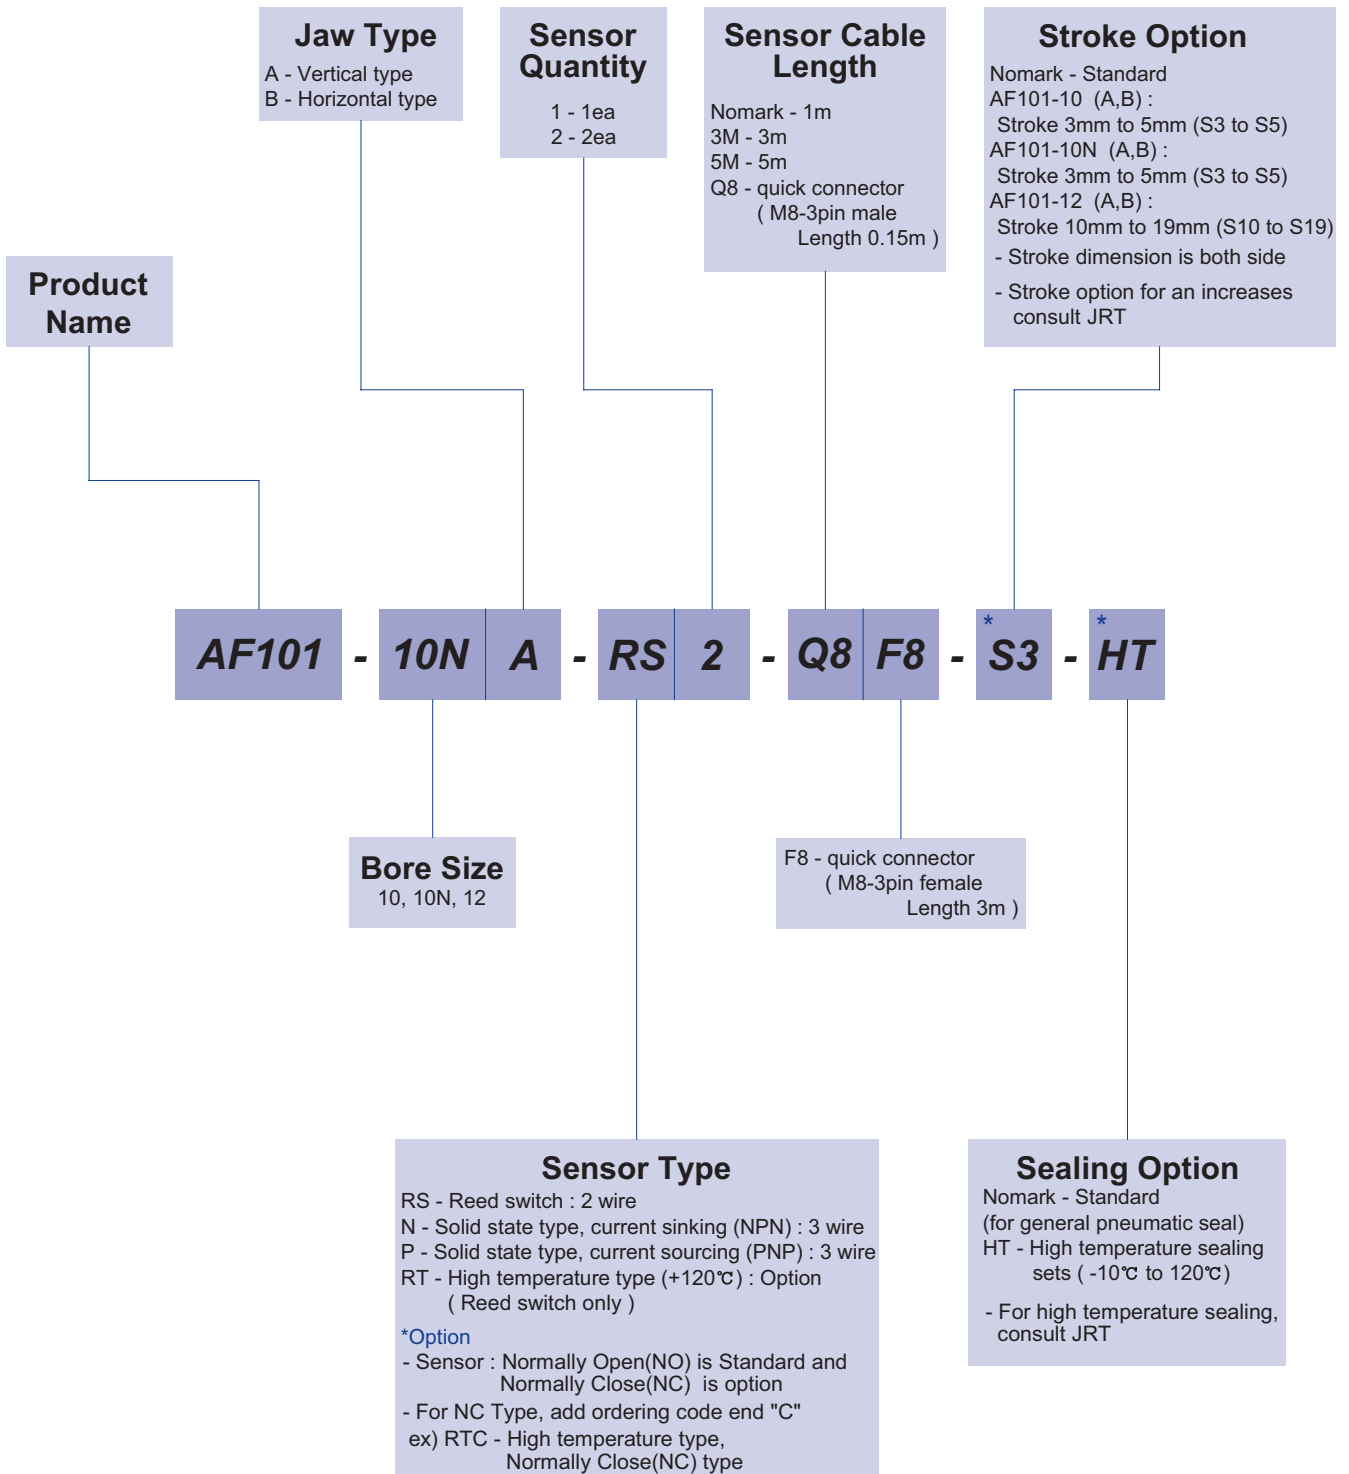 Jaw Type
A - Vertical type
B - Horizontal type
Sensor
Quantity
1 - 1ea
2 - 2ea
Sensor Cable
Length
Nomark - 1m
3M - 3m
5M - 5m
Q8 - quick connector
( M8-3pin male
Length 0.15m )
Stroke Option
Nomark - Standard
AF101-10 (A,B) :
Stroke 3mm to 5mm (S3 to S5)
AF101-10N (A,B) :
Stroke 3mm to 5mm (S3 to S5)
AF101-12 (A,B) :
Stroke 10mm to 19mm (S10 to S19)
- Stroke dimension is both side
- Stroke option for an increases
consult JRT
Product
Name
AF101 - 10N A - RS 2 - Q8 F8 - *S3 - *HT
Bore Size
10, 10N, 12
F8 - quick connector
( M8-3pin female
Length 3m )
Sensor Type
RS - Reed switch : 2 wire
N - Solid state type, current sinking (NPN) : 3 wire
P - Solid state type, current sourcing (PNP) : 3 wire
RT - High temperature type (+120℃) : Option
( Reed switch only )
*Option
- Sensor : Normally Open(NO) is Standard and
Normally Close(NC) is option
- For NC Type, add ordering code end "C"
ex) RTC - High temperature type,
Normally Close(NC) type
Sealing Option
Nomark - Standard
(for general pneumatic seal)
HT - High temperature sealing
sets ( -10℃ to 120℃)
- For high temperature sealing,
consult JRT